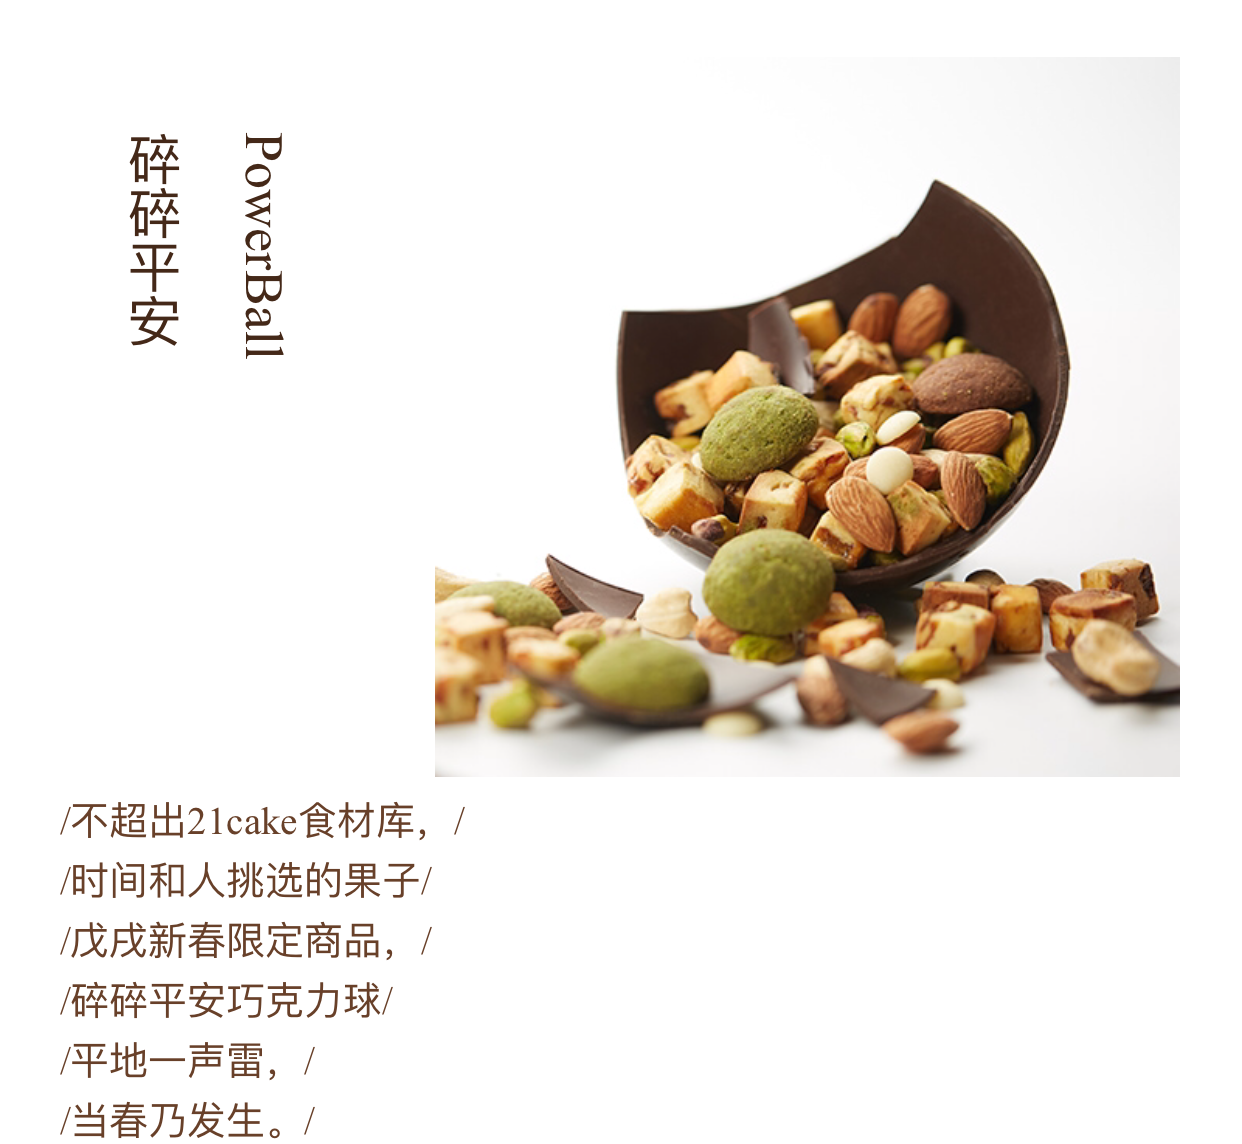 碎碎平安
PowerBall
/不超出21cake食材库，/
/时间和人挑选的果子/
/戊戌新春限定商品，/
/碎碎平安巧克力球/
/平地一声雷，/
/当春乃发生。/